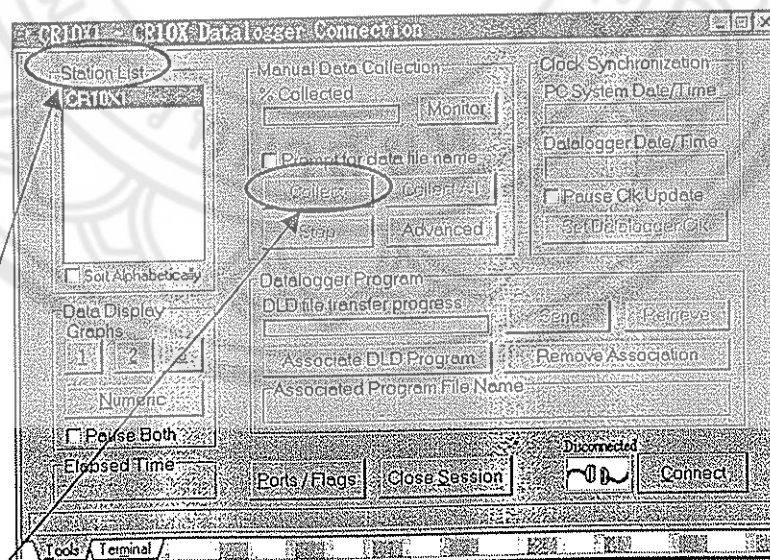 CR10X1 - CR10X Datalogger Connection
Station List
CR10X1
Sort Alphabetically
Data Display
Graphs
1 2
Numeric
Pause Both
Elapsed Time
Manual Data Collection
% Collected
Monitor
Prompt for data file name
Collect
Collect All
Stop
Advanced
Clock Synchronization
PC System Date/Time
Datalogger Date/Time
Pause Clk Update
Set Datalogger Clk
Datalogger Program
DLD file transfer progress
Send
Retrieve
Associate DLD Program
Remove Association
Associated Program File Name
Ports / Flags
Close Session
Disconnected
Connect
Tools
Terminal